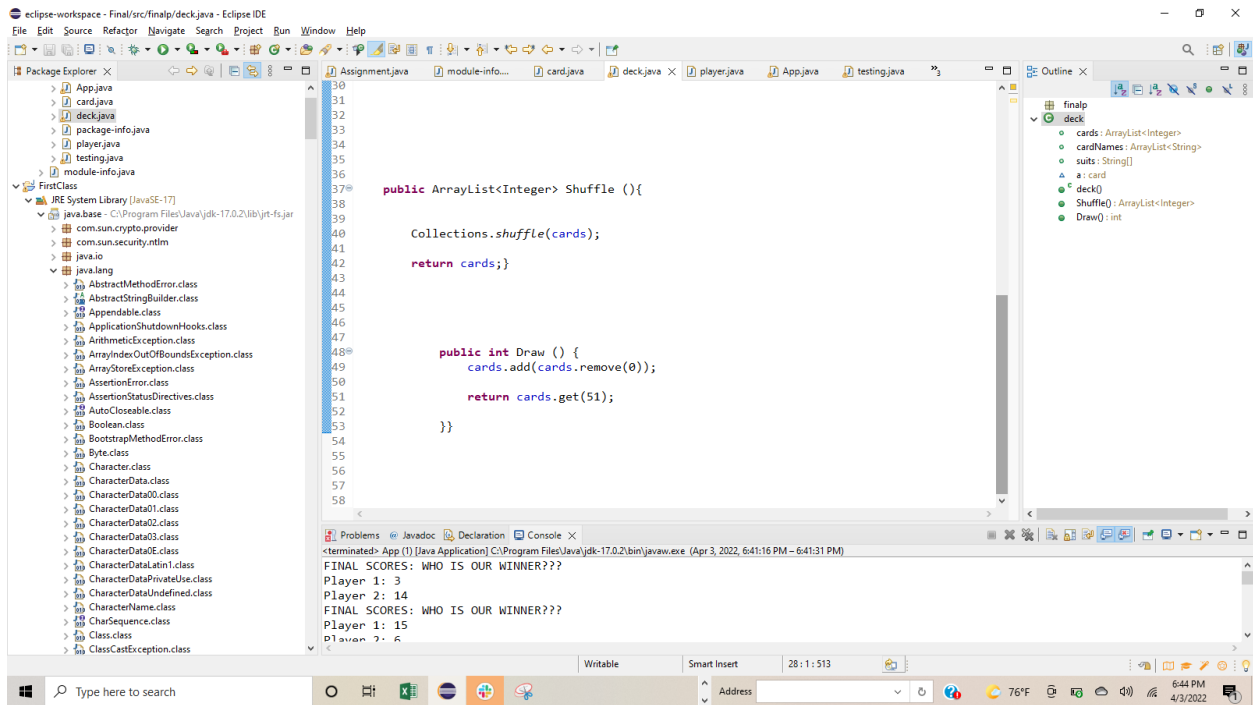 eclipse-workspace - Final/src/finalp/deck.java - Eclipse IDE
File Edit Source Refactor Navigate Search Project Run Window Help
Package Explorer
App.java
card.java
deck.java
package-info.java
player.java
testing.java
module-info.java
FirstClass
JRE System Library [JavaSE-17]
java.base - C:\Program Files\Java\jdk-17.0.2\lib\jrt-fs.jar
com.sun.crypto.provider
com.sun.security.ntlm
java.io
java.lang
AbstractMethodError.class
AbstractStringBuilder.class
Appendable.class
ApplicationShutdownHooks.class
ArithmeticException.class
ArrayIndexOutOfBoundsException.class
ArrayStoreException.class
AssertionError.class
AssertionStatusDirectives.class
AutoCloseable.class
Boolean.class
BootstrapMethodError.class
Byte.class
Character.class
CharacterData.class
CharacterData00.class
CharacterData01.class
CharacterData02.class
CharacterData03.class
CharacterData0E.class
CharacterDataLatin1.class
CharacterDataPrivateUse.class
CharacterDataUndefined.class
CharacterName.class
CharSequence.class
Class.class
ClassCastException.class
Assignment.java module-info.... card.java deck.java player.java App.java testing.java »3
30
31
32
33
34
35
36
37 public ArrayList<Integer> Shuffle (){
38
39
40 Collections.shuffle(cards);
41
42 return cards;}
43
44
45
46
47
48 public int Draw () {
49 cards.add(cards.remove(0));
50
51 return cards.get(51);
52
53 }}
54
55
56
57
58
Outline
finalp
deck
cards : ArrayList<Integer>
cardNames : ArrayList<String>
suits : String[]
a : card
deck()
Shuffle() : ArrayList<Integer>
Draw() : int
Problems Javadoc Declaration Console
<terminated> App (1) [Java Application] C:\Program Files\Java\jdk-17.0.2\bin\javaw.exe (Apr 3, 2022, 6:41:16 PM – 6:41:31 PM)
FINAL SCORES: WHO IS OUR WINNER???
Player 1: 3
Player 2: 14
FINAL SCORES: WHO IS OUR WINNER???
Player 1: 15
Player 2: 6
Writable Smart Insert 28 : 1 : 513
Type here to search
Address
76°F
6:44 PM
4/3/2022